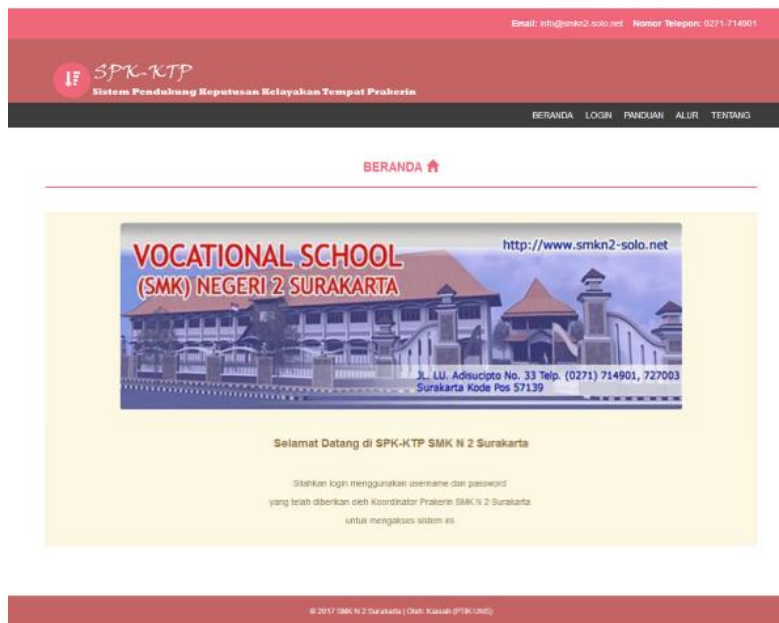 Email: info@smkn2-solo.net Nomor Telepon: 0271-714901
SPK-KTP
Sistem Pendukung Keputusan Kelayakan Tempat Prakerin
BERANDA LOGIN PANDUAN ALUR TENTANG
BERANDA
VOCATIONAL SCHOOL
(SMK) NEGERI 2 SURAKARTA
http://www.smkn2-solo.net
JL. LU. Adisucipto No. 33 Telp. (0271) 714901, 727003
Surakarta Kode Pos 57139
Selamat Datang di SPK-KTP SMK N 2 Surakarta
Silahkan login menggunakan username dan password
yang telah diberikan oleh Koordinator Prakerin SMK N 2 Surakarta
untuk mengakses sistem ini.
© 2017 SMK N 2 Surakarta | Oleh: (PTIK UNS)